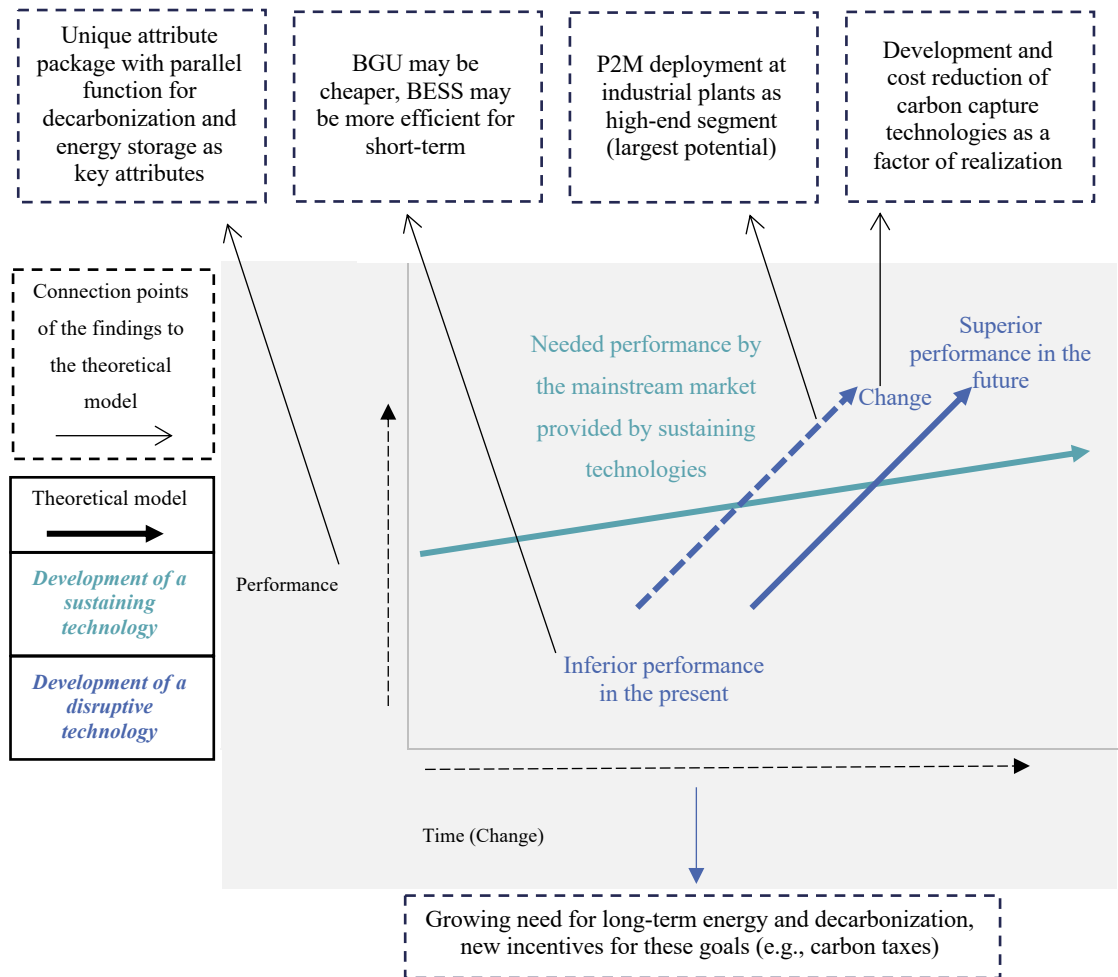 Unique attribute
package with parallel
function for
decarbonization and
energy storage as
key attributes
BGU may be
cheaper, BESS may
be more efficient for
short-term
P2M deployment at
industrial plants as
high-end segment
(largest potential)
Development and
cost reduction of
carbon capture
technologies as a
factor of realization
Connection points
of the findings to
the theoretical
model
Theoretical model
Development of a
sustaining
technology
Development of a
disruptive
technology
Performance
Needed performance by
the mainstream market
provided by sustaining
technologies
Change
Superior
performance in the
future
Inferior performance
in the present
Time (Change)
Growing need for long-term energy and decarbonization,
new incentives for these goals (e.g., carbon taxes)